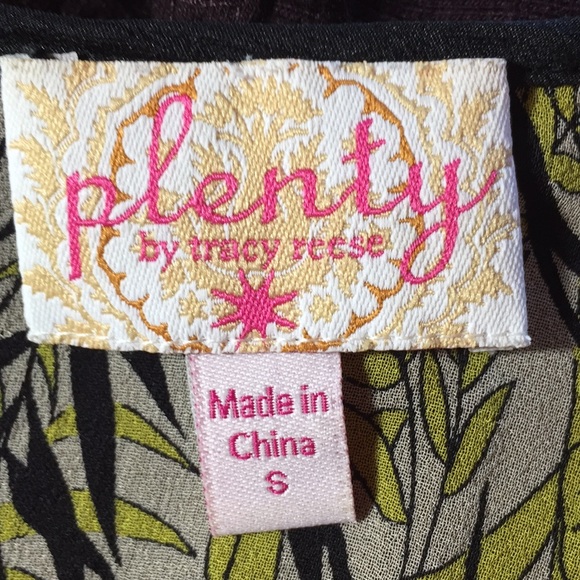 plenty
by tracy reese
Made in
China
S